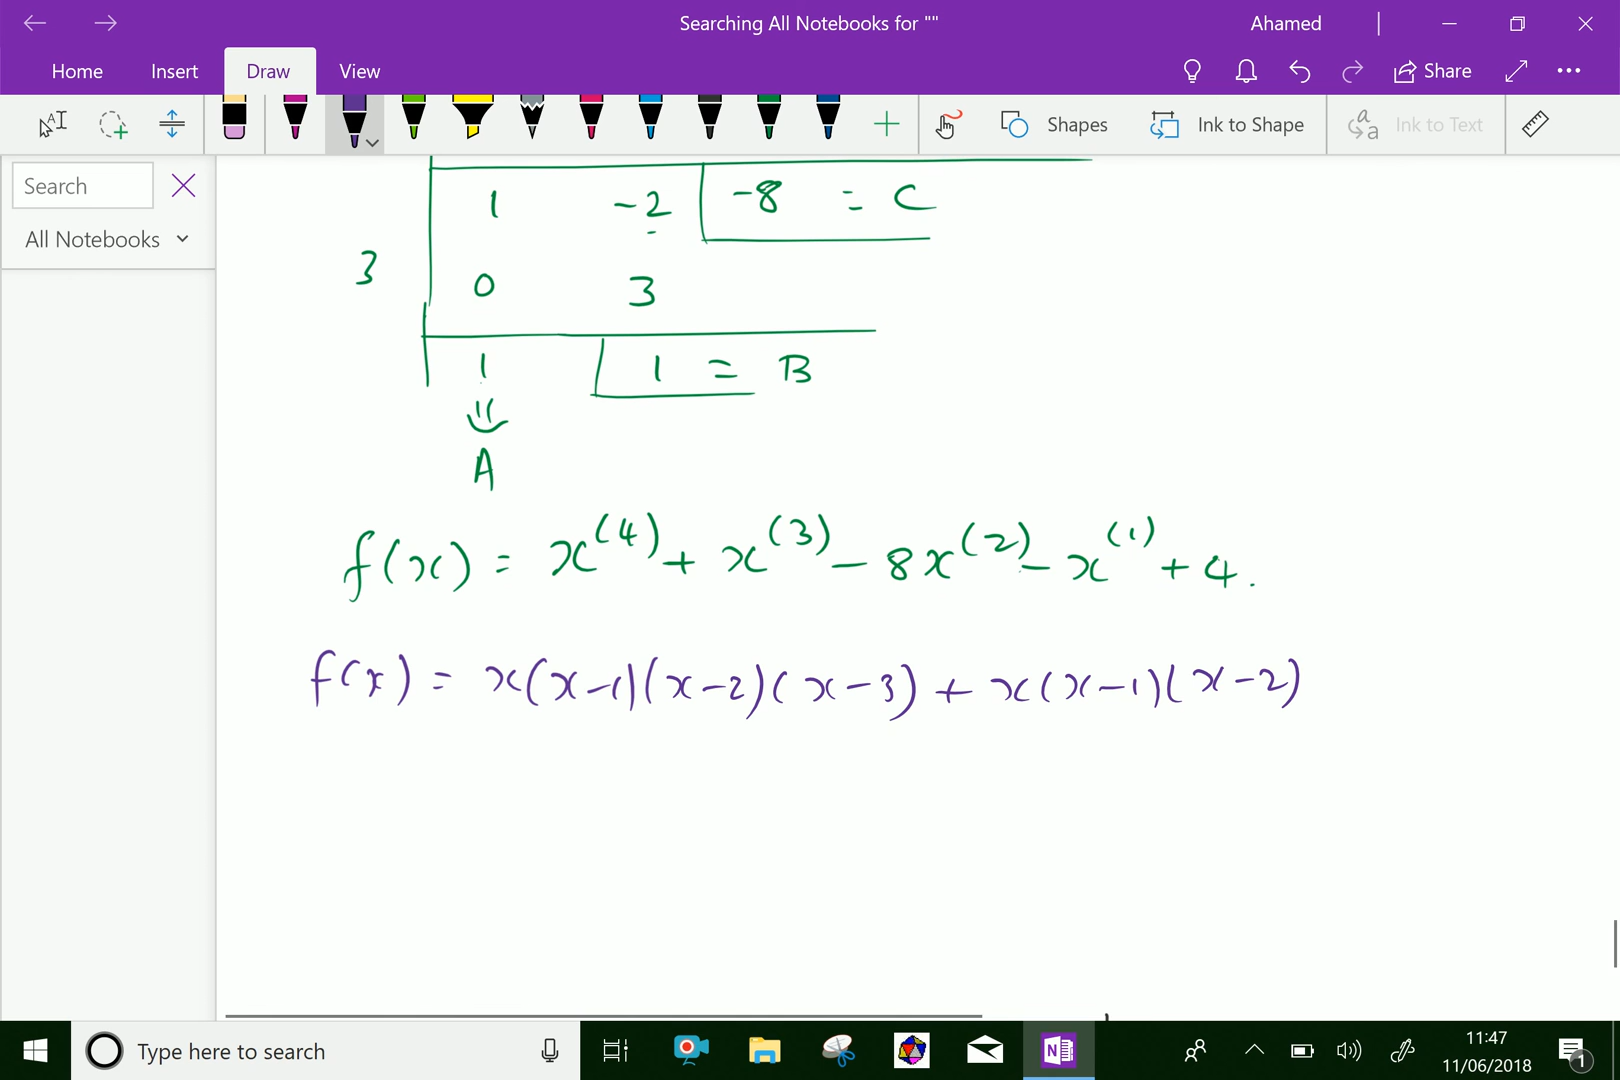 Searching All Notebooks for ""
Ahamed
Home Insert Draw View
Share
Shapes Ink to Shape Ink to Text
Search
All Notebooks
1 -2 -8 = C
3
0 3
1 1 = B
=
A
f(x) = x^(4) + x^(3) - 8x^(2) - x^(1) + 4.
f(x) = x(x-1)(x-2)(x-3) + x(x-1)(x-2)
Type here to search
11:47
11/06/2018
1